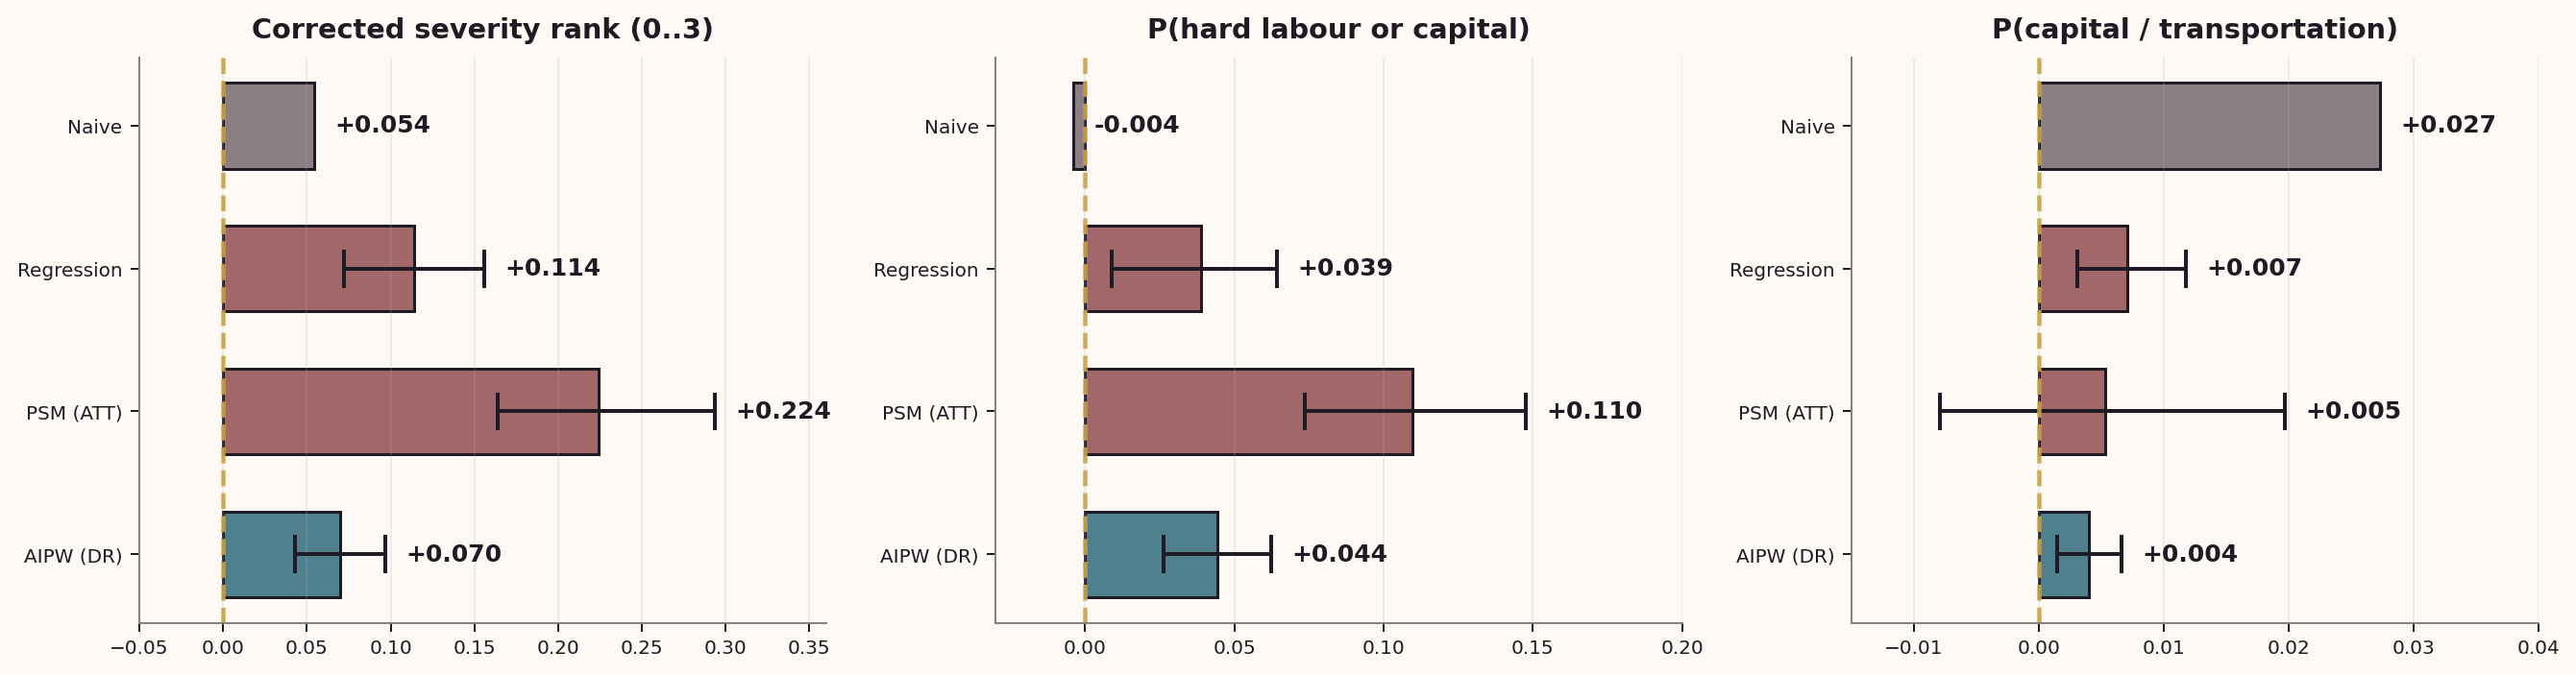 Corrected severity rank (0..3)
Naive
+0.054
Regression
+0.114
PSM (ATT)
+0.224
AIPW (DR)
+0.070
−0.05 0.00 0.05 0.10 0.15 0.20 0.25 0.30 0.35
P(hard labour or capital)
Naive
-0.004
Regression
+0.039
PSM (ATT)
+0.110
AIPW (DR)
+0.044
0.00 0.05 0.10 0.15 0.20
P(capital / transportation)
Naive
+0.027
Regression
+0.007
PSM (ATT)
+0.005
AIPW (DR)
+0.004
−0.01 0.00 0.01 0.02 0.03 0.04